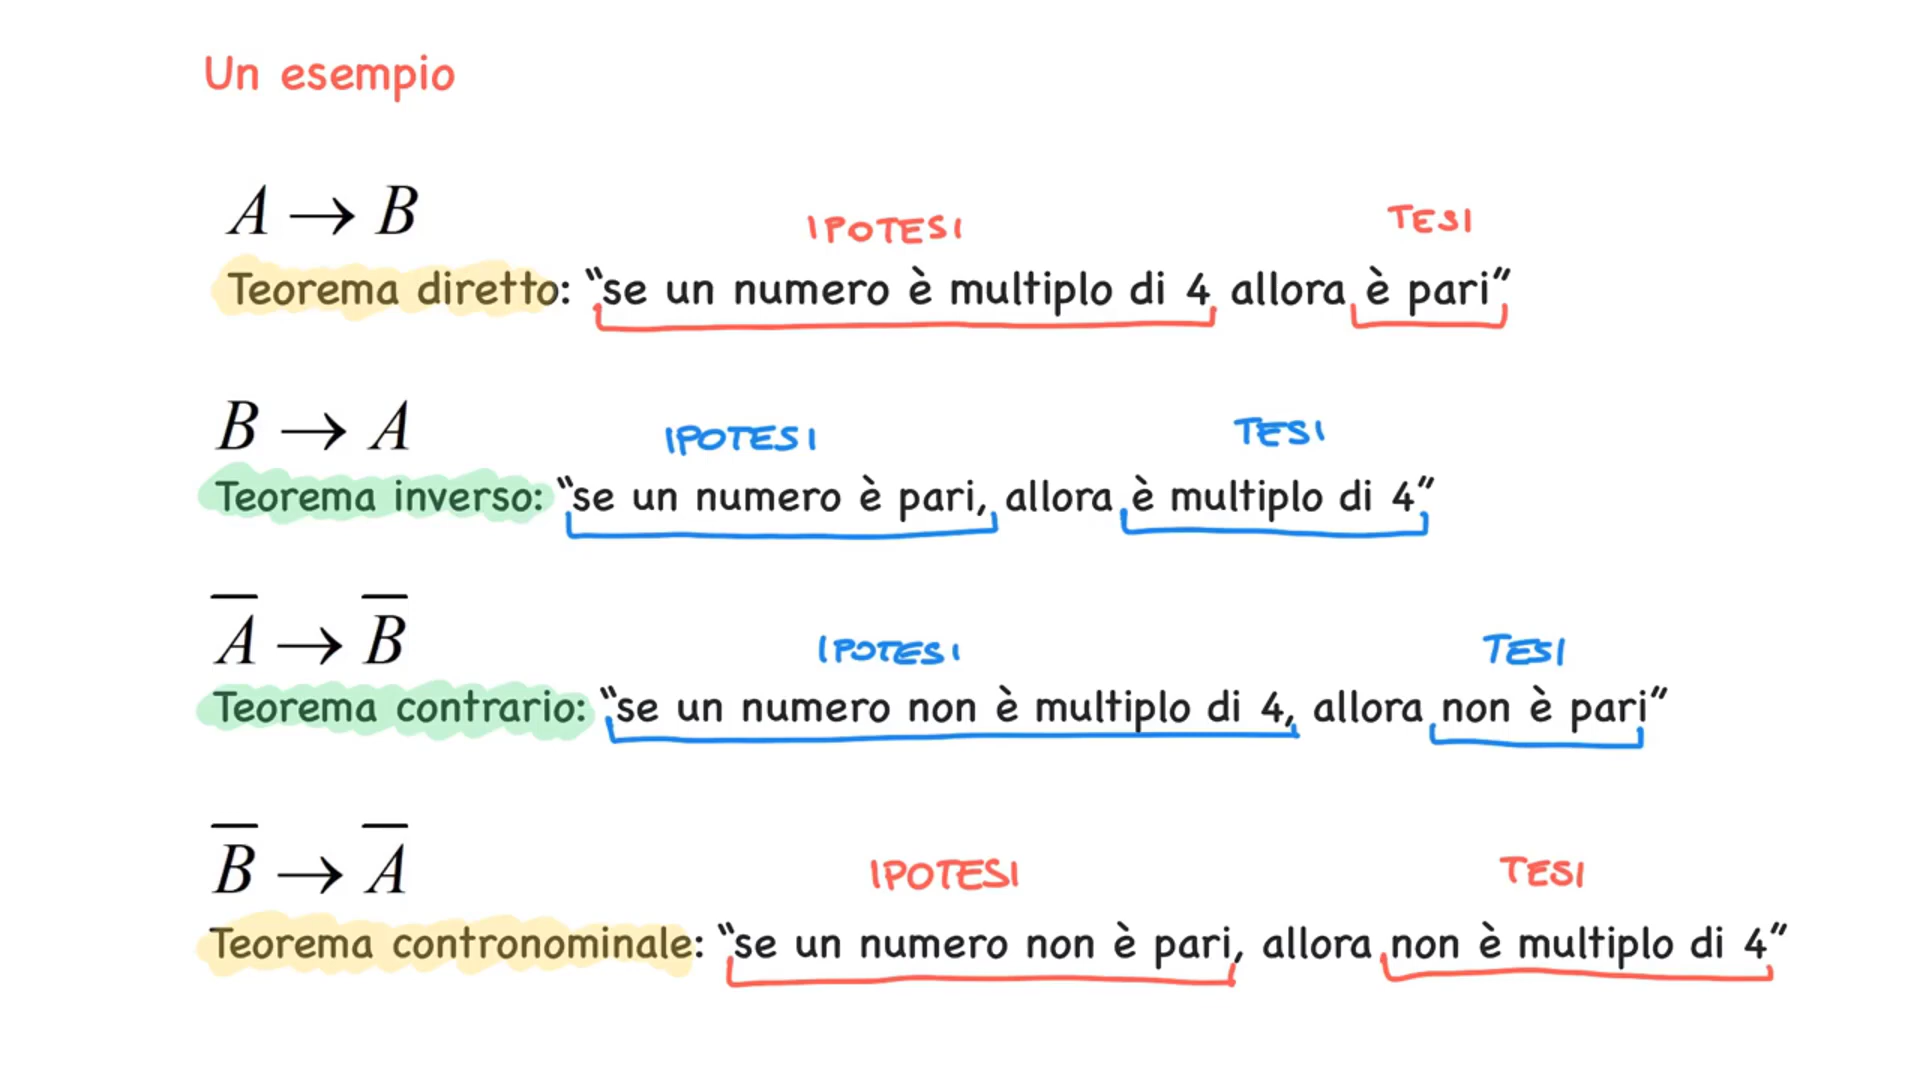 Un esempio
A → B
IPOTESI TESI
Teorema diretto: “se un numero è multiplo di 4 allora è pari”
B → A
IPOTESI TESI
Teorema inverso: “se un numero è pari, allora è multiplo di 4”
A̅ → B̅
IPOTESI TESI
Teorema contrario: “se un numero non è multiplo di 4, allora non è pari”
B̅ → A̅
IPOTESI TESI
Teorema contronominale: “se un numero non è pari, allora non è multiplo di 4”